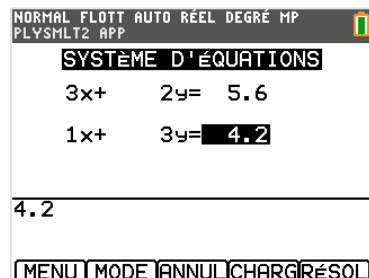 NORMAL FLOTT AUTO RÉEL DEGRÉ MP
PLYSMLT2 APP
SYSTÈME D'ÉQUATIONS
3x+ 2y= 5.6
1x+ 3y= 4.2
4.2
MENU MODE ANNUL CHARG RÉSOL